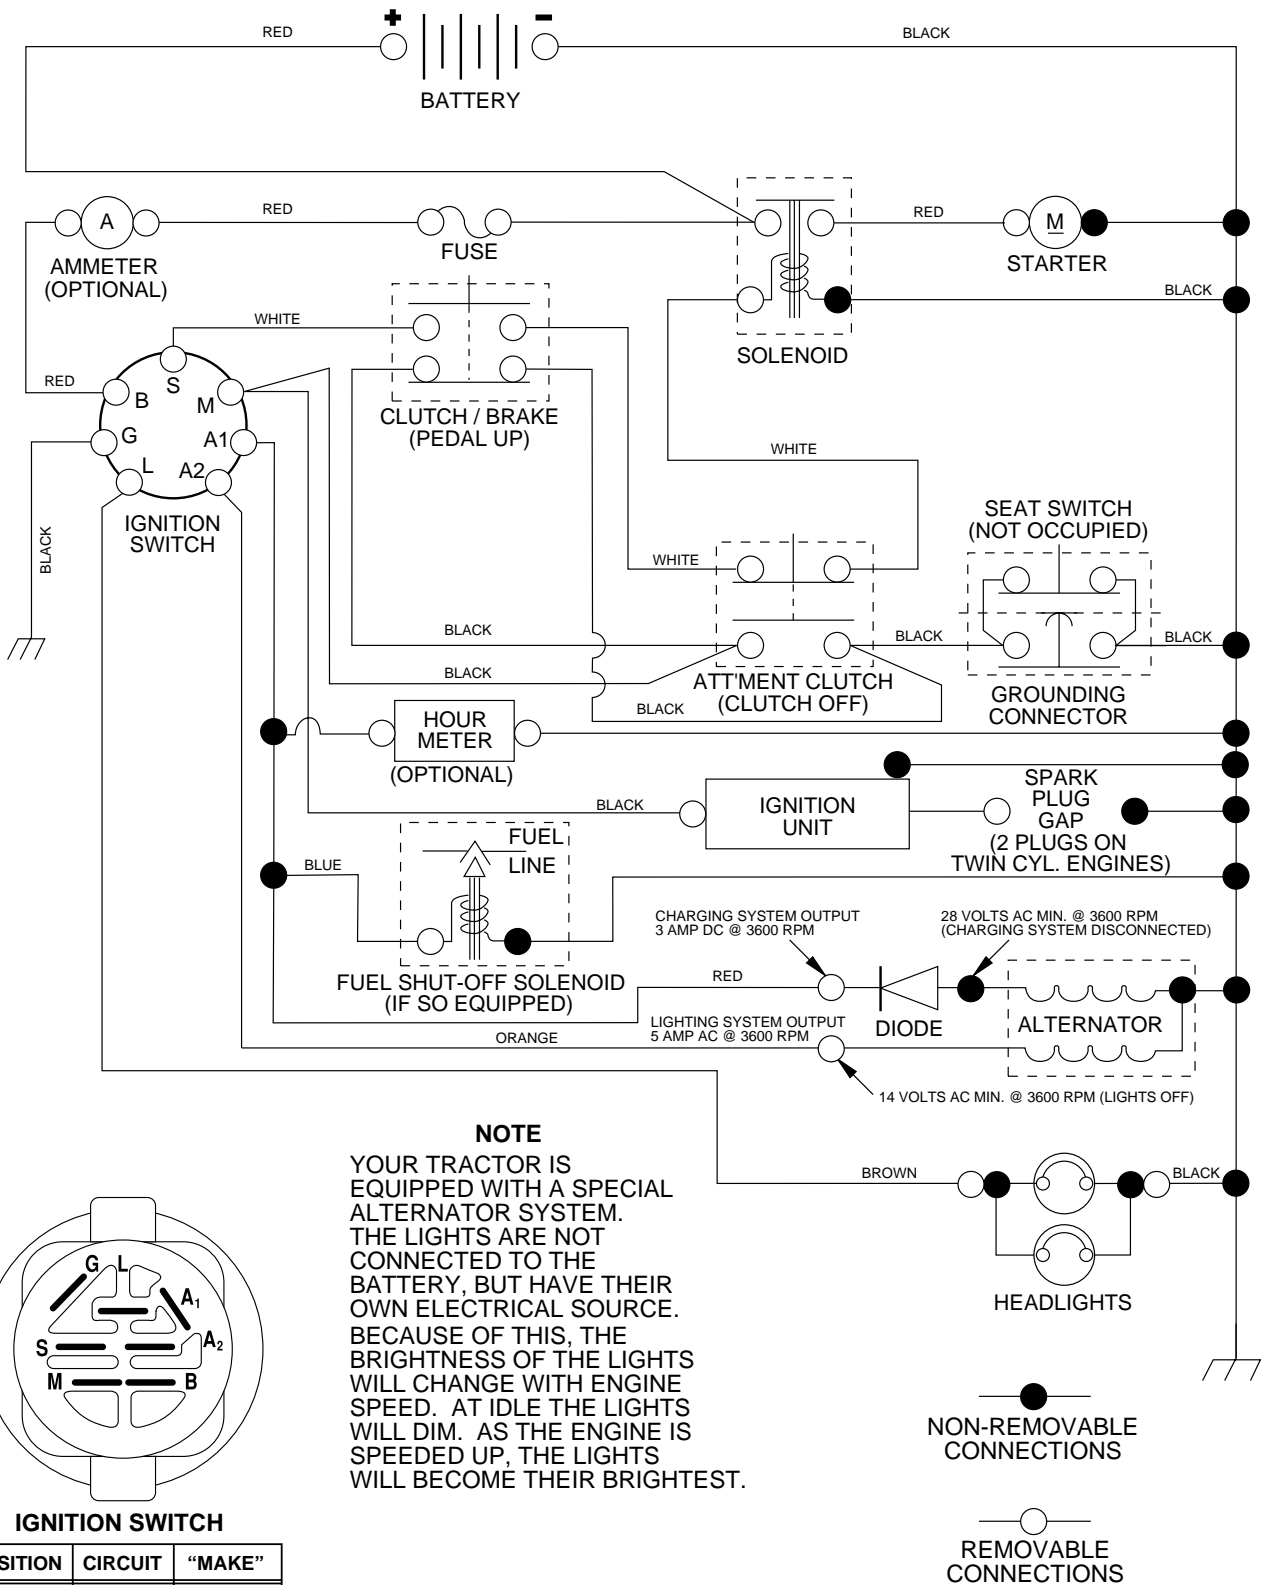 + −
RED
BLACK
BATTERY
A
RED
RED
M
AMMETER
(OPTIONAL)
FUSE
STARTER
BLACK
WHITE
SOLENOID
RED
S
B
M
G
A1
L
A2
CLUTCH / BRAKE
(PEDAL UP)
WHITE
IGNITION
SWITCH
BLACK
SEAT SWITCH
(NOT OCCUPIED)
WHITE
BLACK
BLACK
BLACK
BLACK
ATT'MENT CLUTCH
(CLUTCH OFF)
BLACK
GROUNDING
CONNECTOR
HOUR
METER
(OPTIONAL)
BLACK
IGNITION
UNIT
SPARK
PLUG
GAP
(2 PLUGS ON
TWIN CYL. ENGINES)
FUEL
LINE
BLUE
FUEL SHUT-OFF SOLENOID
(IF SO EQUIPPED)
CHARGING SYSTEM OUTPUT
3 AMP DC @ 3600 RPM
28 VOLTS AC MIN. @ 3600 RPM
(CHARGING SYSTEM DISCONNECTED)
RED
DIODE
ALTERNATOR
ORANGE
LIGHTING SYSTEM OUTPUT
5 AMP AC @ 3600 RPM
14 VOLTS AC MIN. @ 3600 RPM (LIGHTS OFF)
BROWN
BLACK
HEADLIGHTS
NOTE
YOUR TRACTOR IS
EQUIPPED WITH A SPECIAL
ALTERNATOR SYSTEM.
THE LIGHTS ARE NOT
CONNECTED TO THE
BATTERY, BUT HAVE THEIR
OWN ELECTRICAL SOURCE.
BECAUSE OF THIS, THE
BRIGHTNESS OF THE LIGHTS
WILL CHANGE WITH ENGINE
SPEED. AT IDLE THE LIGHTS
WILL DIM. AS THE ENGINE IS
SPEEDED UP, THE LIGHTS
WILL BECOME THEIR BRIGHTEST.
G L
A1
S
A2
M
B
IGNITION SWITCH
SITION CIRCUIT “MAKE”
NON-REMOVABLE
CONNECTIONS
REMOVABLE
CONNECTIONS